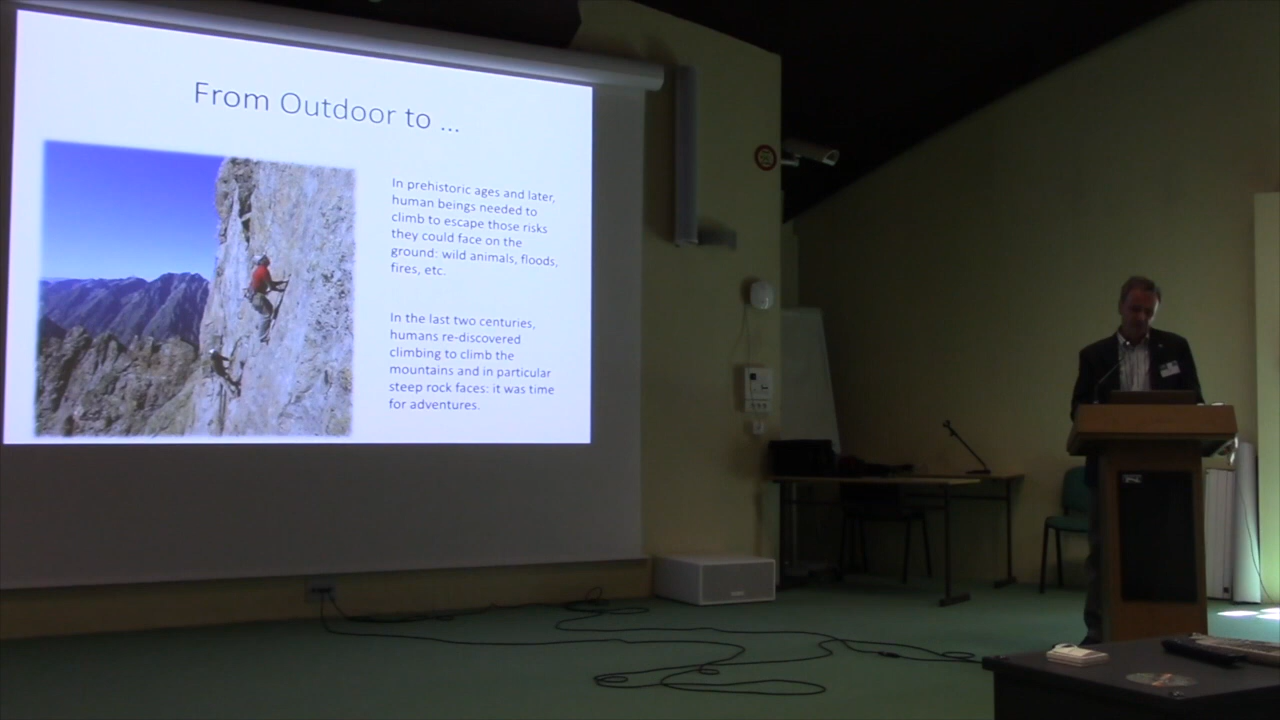 From Outdoor to ...
In prehistoric ages and later,
human beings needed to
climb to escape those risks
they could face on the
ground: wild animals, floods,
fires, etc.
In the last two centuries,
humans re-discovered
climbing to climb the
mountains and in particular
steep rock faces: it was time
for adventures.